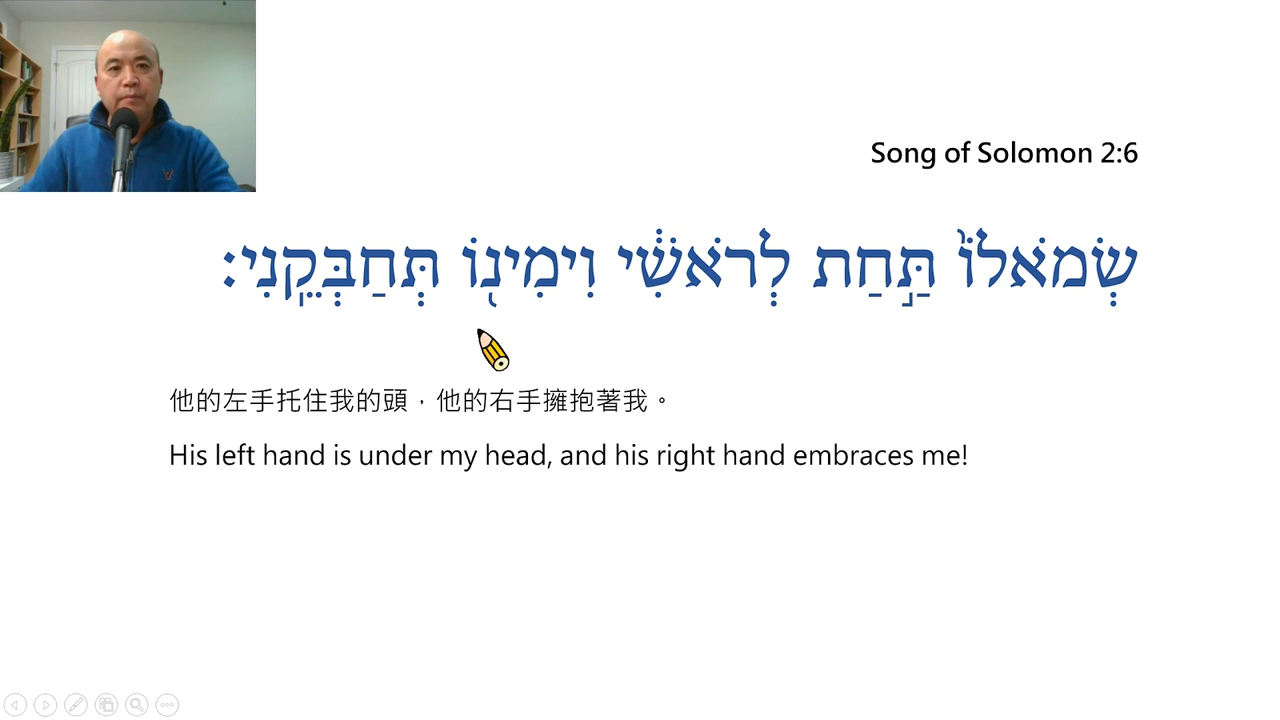 Song of Solomon 2:6
שְׂמֹאלוֹ֙ תַּ֣חַת לְרֹאשִׁ֔י וִימִינ֖וֹ תְּחַבְּקֵֽנִי׃
他的左手托住我的頭，他的右手擁抱著我。
His left hand is under my head, and his right hand embraces me!